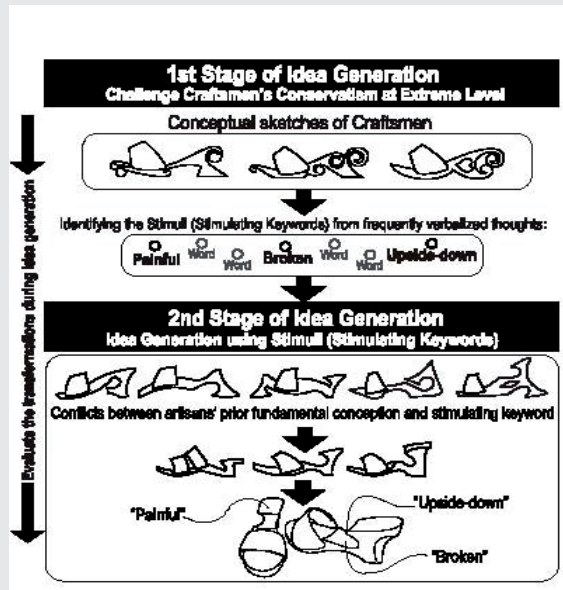 1st Stage of Idea Generation
Challenge Craftsmen's Conservatism at Extreme Level
Conceptual sketches of Craftsmen
Identifying the Stimuli (Stimulating Keywords) from frequently verbalized thoughts:
Painful Word Word Broken Word Word Upside-down
2nd Stage of Idea Generation
Idea Generation using Stimuli (Stimulating Keywords)
Conflicts between artisans' prior fundamental conception and stimulating keyword
"Painful"
"Upside-down"
"Broken"
Evaluate the transformations during idea generation